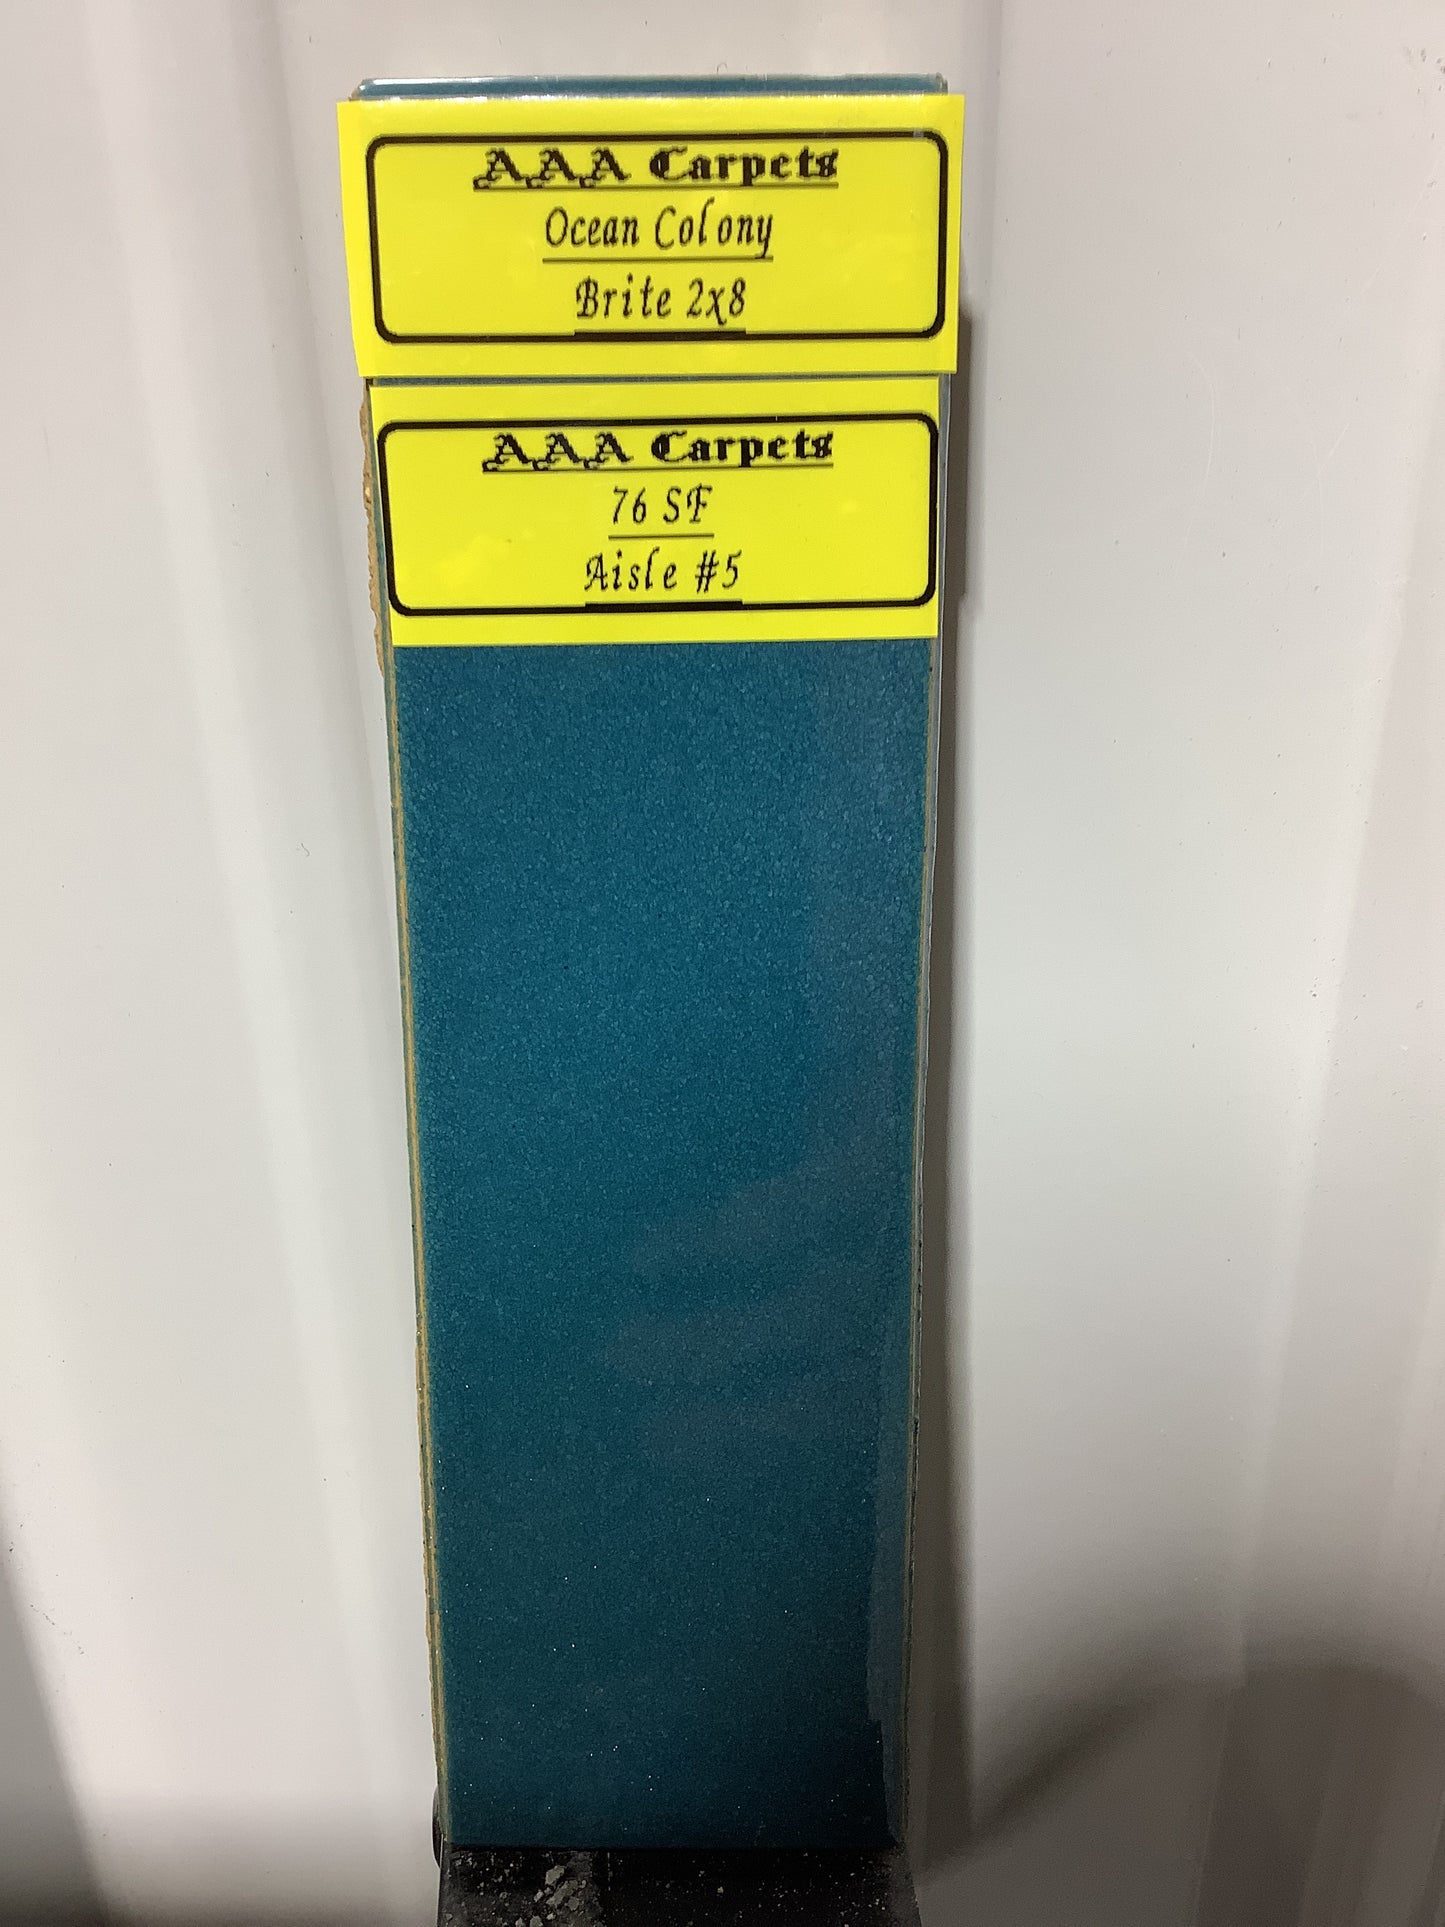 AAA Carpets
Ocean Colony
Brite 2x8
AAA Carpets
76 SF
Aisle #5